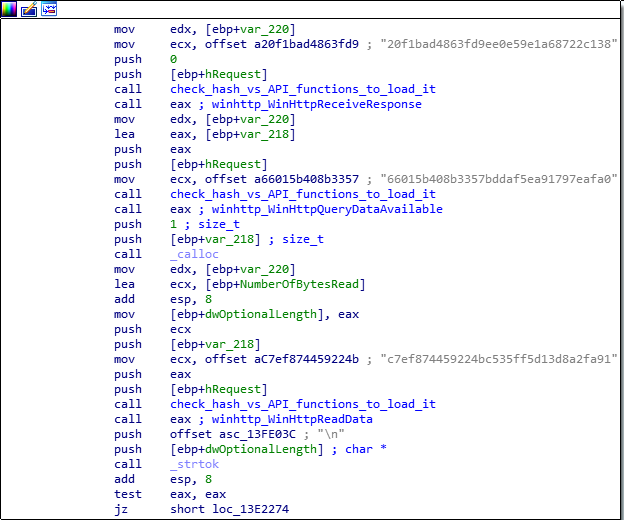 mov edx, [ebp+var_220]
mov ecx, offset a20f1bad4863fd9 ; "20f1bad4863fd9ee0e59e1a68722c138"
push 0
push [ebp+hRequest]
call check_hash_vs_API_functions_to_load_it
call eax ; winhttp_WinHttpReceiveResponse
mov edx, [ebp+var_220]
lea eax, [ebp+var_218]
push eax
push [ebp+hRequest]
mov ecx, offset a66015b408b3357 ; "66015b408b3357bddaf5ea91797eafa0"
call check_hash_vs_API_functions_to_load_it
call eax ; winhttp_WinHttpQueryDataAvailable
push 1 ; size_t
push [ebp+var_218] ; size_t
call _calloc
mov edx, [ebp+var_220]
lea ecx, [ebp+NumberOfBytesRead]
add esp, 8
mov [ebp+dwOptionalLength], eax
push ecx
push [ebp+var_218]
mov ecx, offset aC7ef874459224b ; "c7ef874459224bc535ff5d13d8a2fa91"
push eax
push [ebp+hRequest]
call check_hash_vs_API_functions_to_load_it
call eax ; winhttp_WinHttpReadData
push offset asc_13FE03C ; "\n"
push [ebp+dwOptionalLength] ; char *
call _strtok
add esp, 8
test eax, eax
jz short loc_13E2274